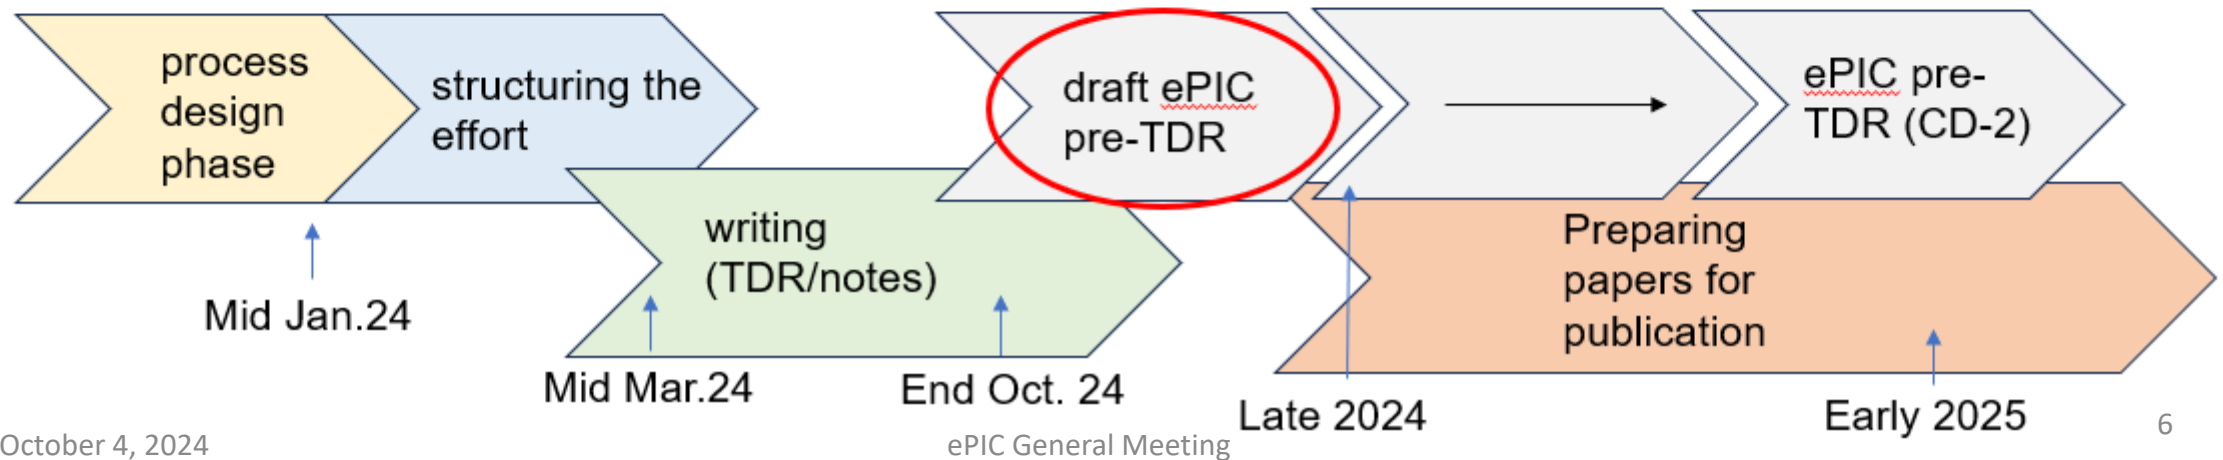 process
design
phase
structuring the
effort
draft ePIC
pre-TDR
ePIC pre-
TDR (CD-2)
writing
(TDR/notes)
Preparing
papers for
publication
Mid Jan.24
Mid Mar.24
End Oct. 24
Late 2024
Early 2025
October 4, 2024
ePIC General Meeting
6